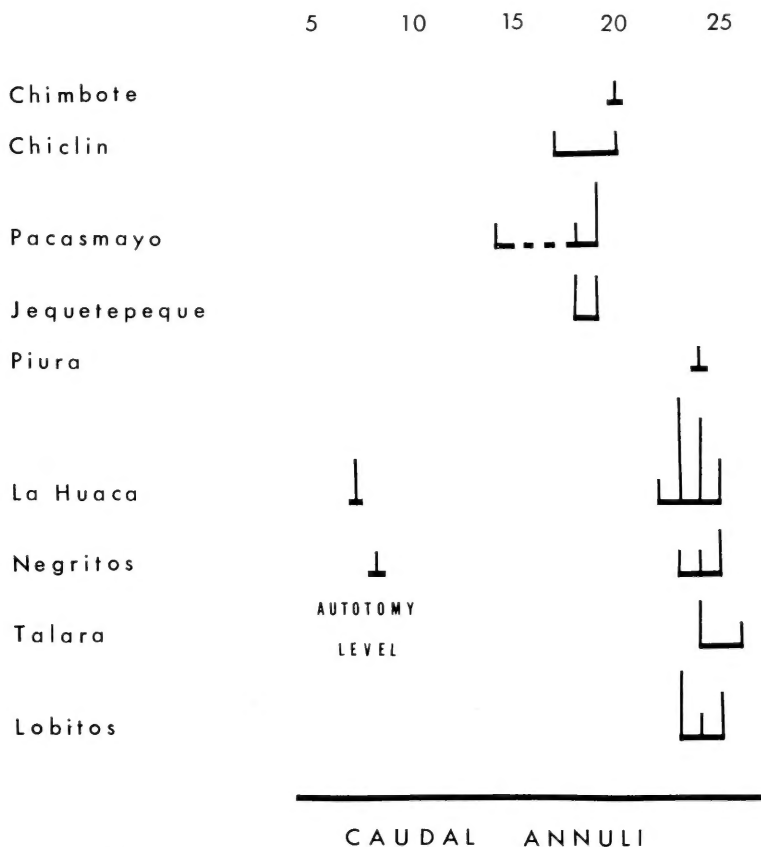 5 10 15 20 25
Chimbote
Chiclin
Pacasmayo
Jequetepeque
Piura
La Huaca
Negritos
AUTOTOMY
Talara
LEVEL
Lobitos
CAUDAL ANNULI